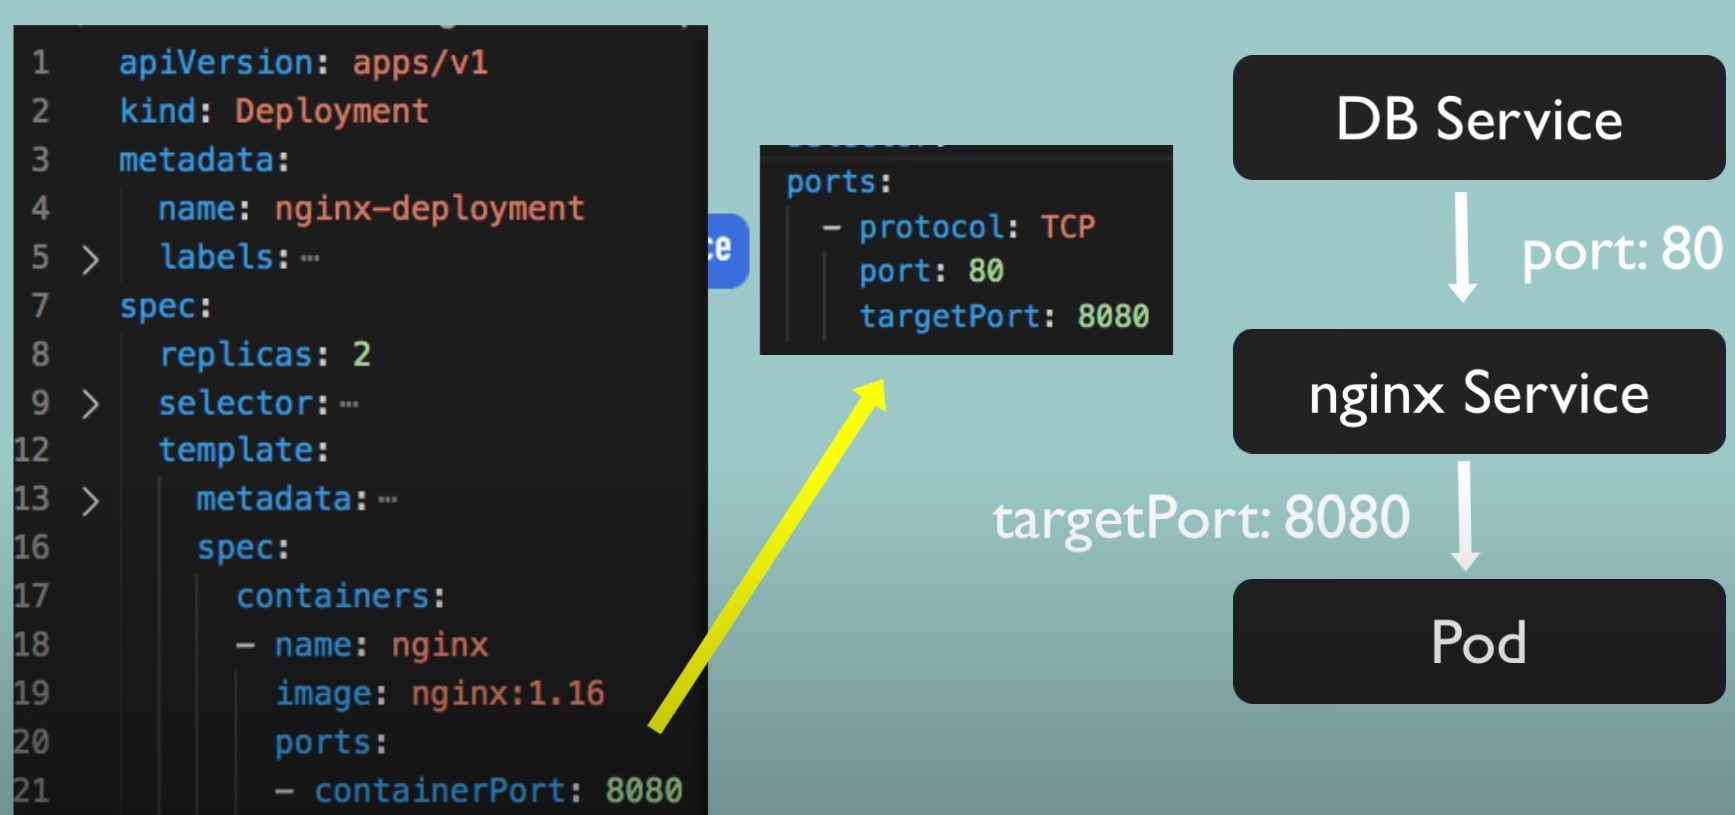 1 apiVersion: apps/v1
2 kind: Deployment
3 metadata:
4 name: nginx-deployment
5 > labels:…
7 spec:
8 replicas: 2
9 > selector:…
12 template:
13 > metadata:…
16 spec:
17 containers:
18 - name: nginx
19 image: nginx:1.16
20 ports:
21 - containerPort: 8080
ports:
- protocol: TCP
port: 80
targetPort: 8080
DB Service
port: 80
nginx Service
targetPort: 8080
Pod